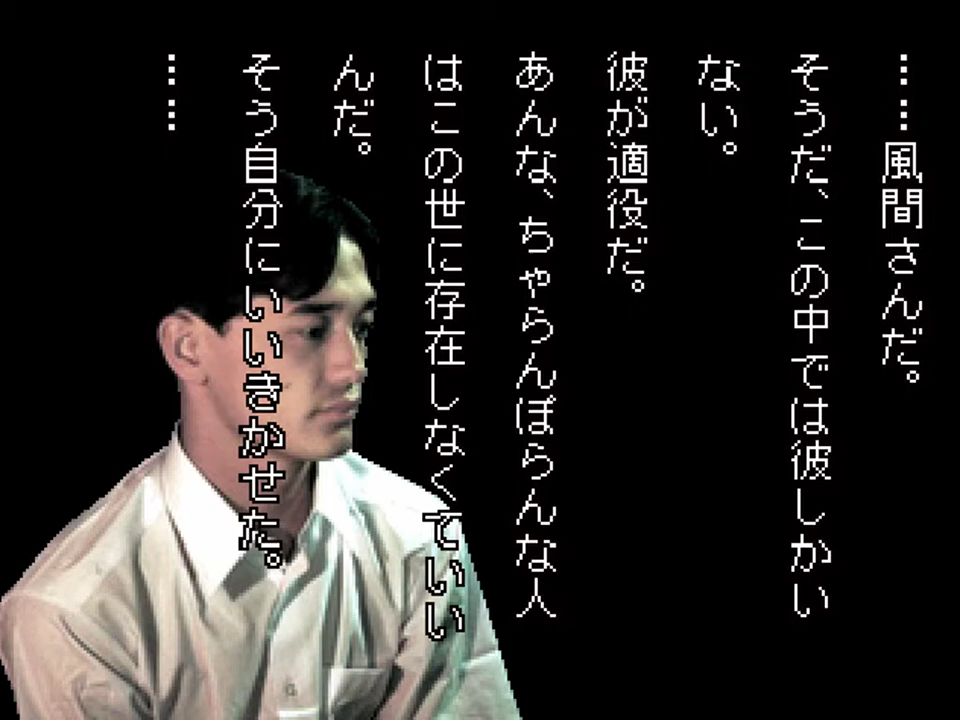 ……風間さんだ。
そうだ、この中では彼しかい
ない。
彼が適役だ。
あんな、ちゃらんぽらんな人
はこの世に存在しなくていい
んだ。
そう自分にいいきかせた。
……